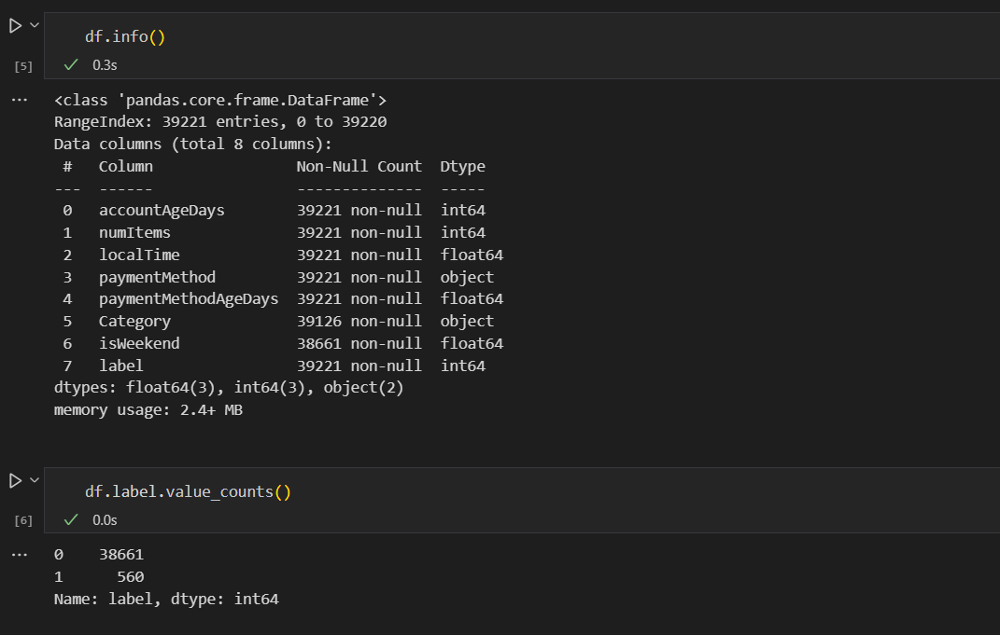 df.info()
[5]
0.3s
...
<class 'pandas.core.frame.DataFrame'>
RangeIndex: 39221 entries, 0 to 39220
Data columns (total 8 columns):
 #   Column                Non-Null Count  Dtype
---  ------                --------------  -----
 0   accountAgeDays        39221 non-null  int64
 1   numItems              39221 non-null  int64
 2   localTime             39221 non-null  float64
 3   paymentMethod         39221 non-null  object
 4   paymentMethodAgeDays  39221 non-null  float64
 5   Category              39126 non-null  object
 6   isWeekend             38661 non-null  float64
 7   label                 39221 non-null  int64
dtypes: float64(3), int64(3), object(2)
memory usage: 2.4+ MB
df.label.value_counts()
[6]
0.0s
...
0    38661
1      560
Name: label, dtype: int64